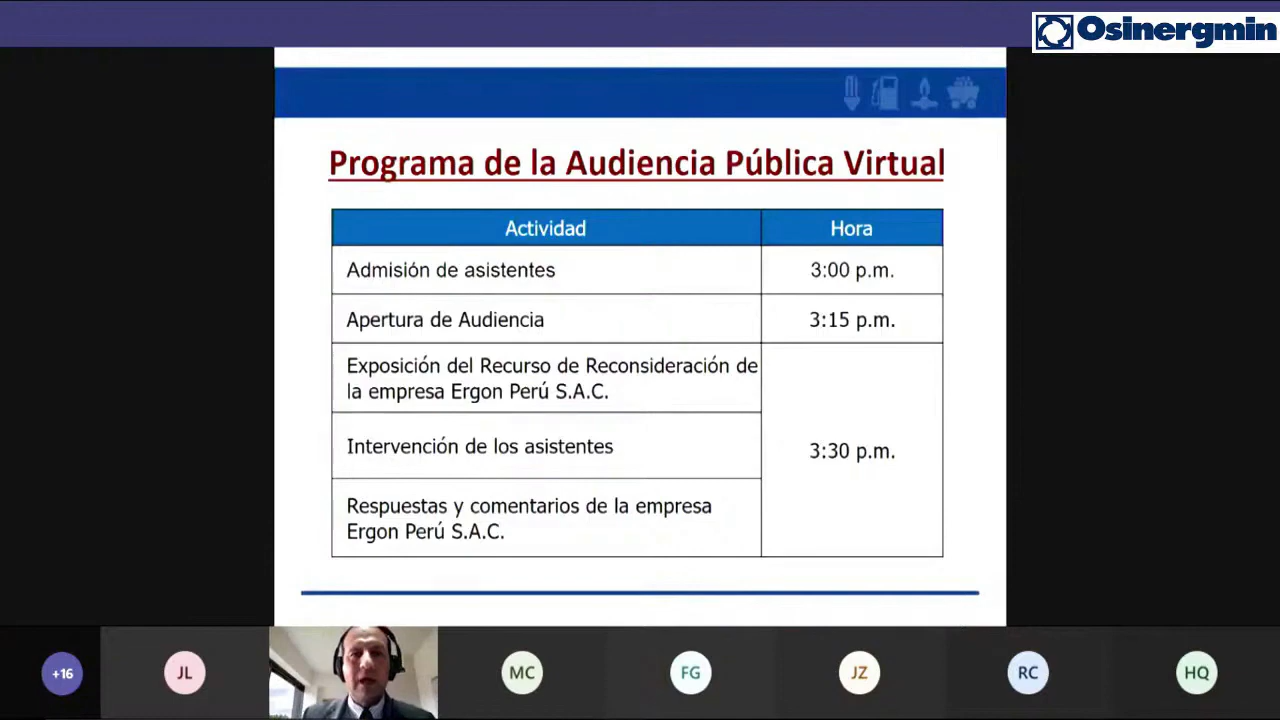 Osinergmin
Programa de la Audiencia Pública Virtual
Actividad
Hora
Admisión de asistentes
3:00 p.m.
Apertura de Audiencia
3:15 p.m.
Exposición del Recurso de Reconsideración de
la empresa Ergon Perú S.A.C.
Intervención de los asistentes
3:30 p.m.
Respuestas y comentarios de la empresa
Ergon Perú S.A.C.
+16
JL
MC
FG
JZ
RC
HQ